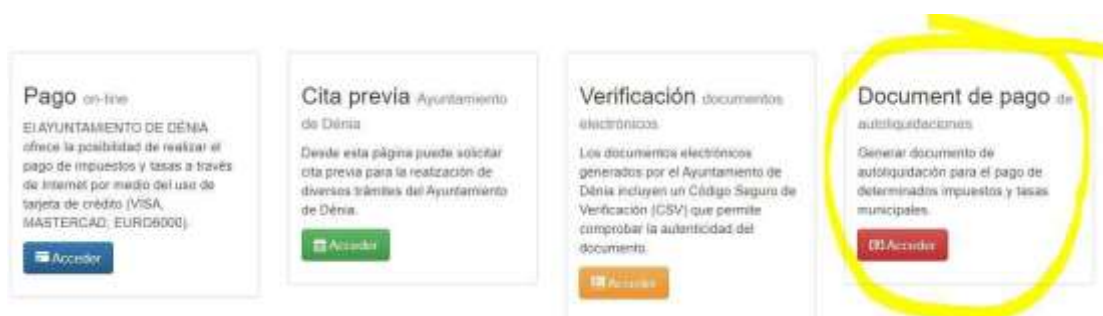 Pago on-line
El AYUNTAMIENTO DE DÉNIA
ofrece la posibilidad de realizar el
pago de impuestos y tasas a través
de Internet por medio del uso de
tarjeta de crédito (VISA,
MASTERCAD, EURO6000).
Acceder
Cita previa Ayuntamiento
de Dénia
Desde esta página puede solicitar
cita previa para la realización de
diversos trámites del Ayuntamiento
de Dénia.
Acceder
Verificación documentos
electrónicos
Los documentos electrónicos
generados por el Ayuntamiento de
Dénia incluyen un Código Seguro de
Verificación (CSV) que permite
comprobar la autenticidad del
documento.
Acceder
Document de pago de
autoliquidaciones
Generar documento de
autoliquidación para el pago de
determinados impuestos y tasas
municipales.
Acceder